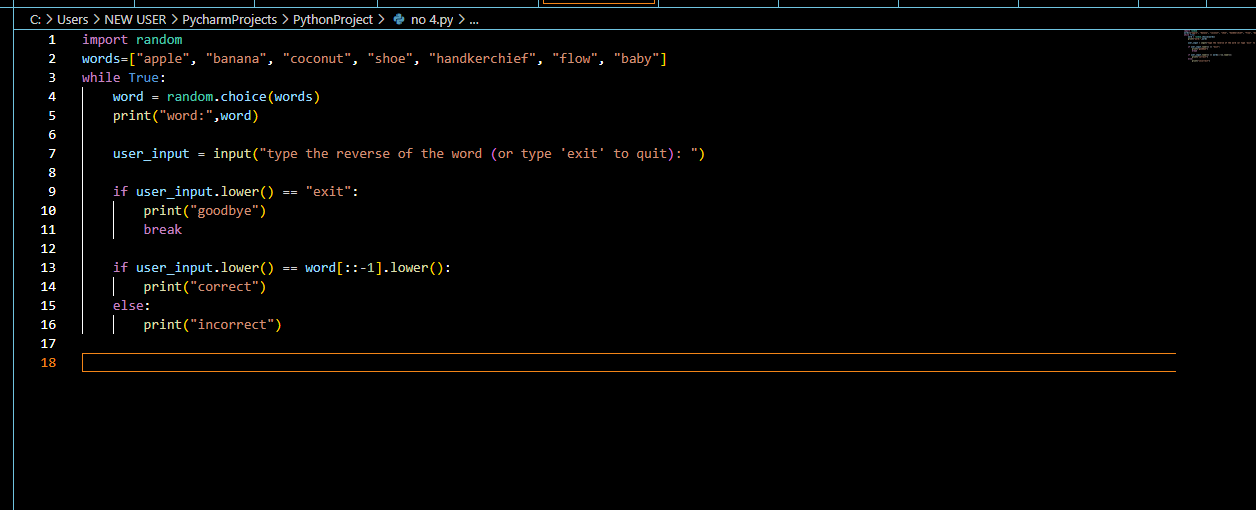 C: > Users > NEW USER > PycharmProjects > PythonProject > no 4.py > ...
1 import random
2 words=["apple", "banana", "coconut", "shoe", "handkerchief", "flow", "baby"]
3 while True:
4     word = random.choice(words)
5     print("word:",word)
6
7     user_input = input("type the reverse of the word (or type 'exit' to quit): ")
8
9     if user_input.lower() == "exit":
10         print("goodbye")
11         break
12
13     if user_input.lower() == word[::-1].lower():
14         print("correct")
15     else:
16         print("incorrect")
17
18